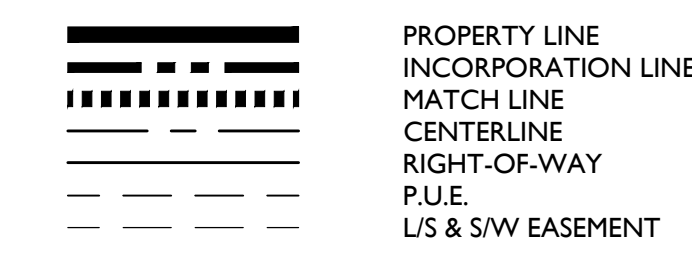 PROPERTY LINE
INCORPORATION LINE
MATCH LINE
CENTERLINE
RIGHT-OF-WAY
P.U.E.
L/S & S/W EASEMENT